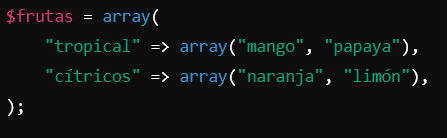 $frutas = array(
    "tropical" => array("mango", "papaya"),
    "cítricos" => array("naranja", "limón"),
);